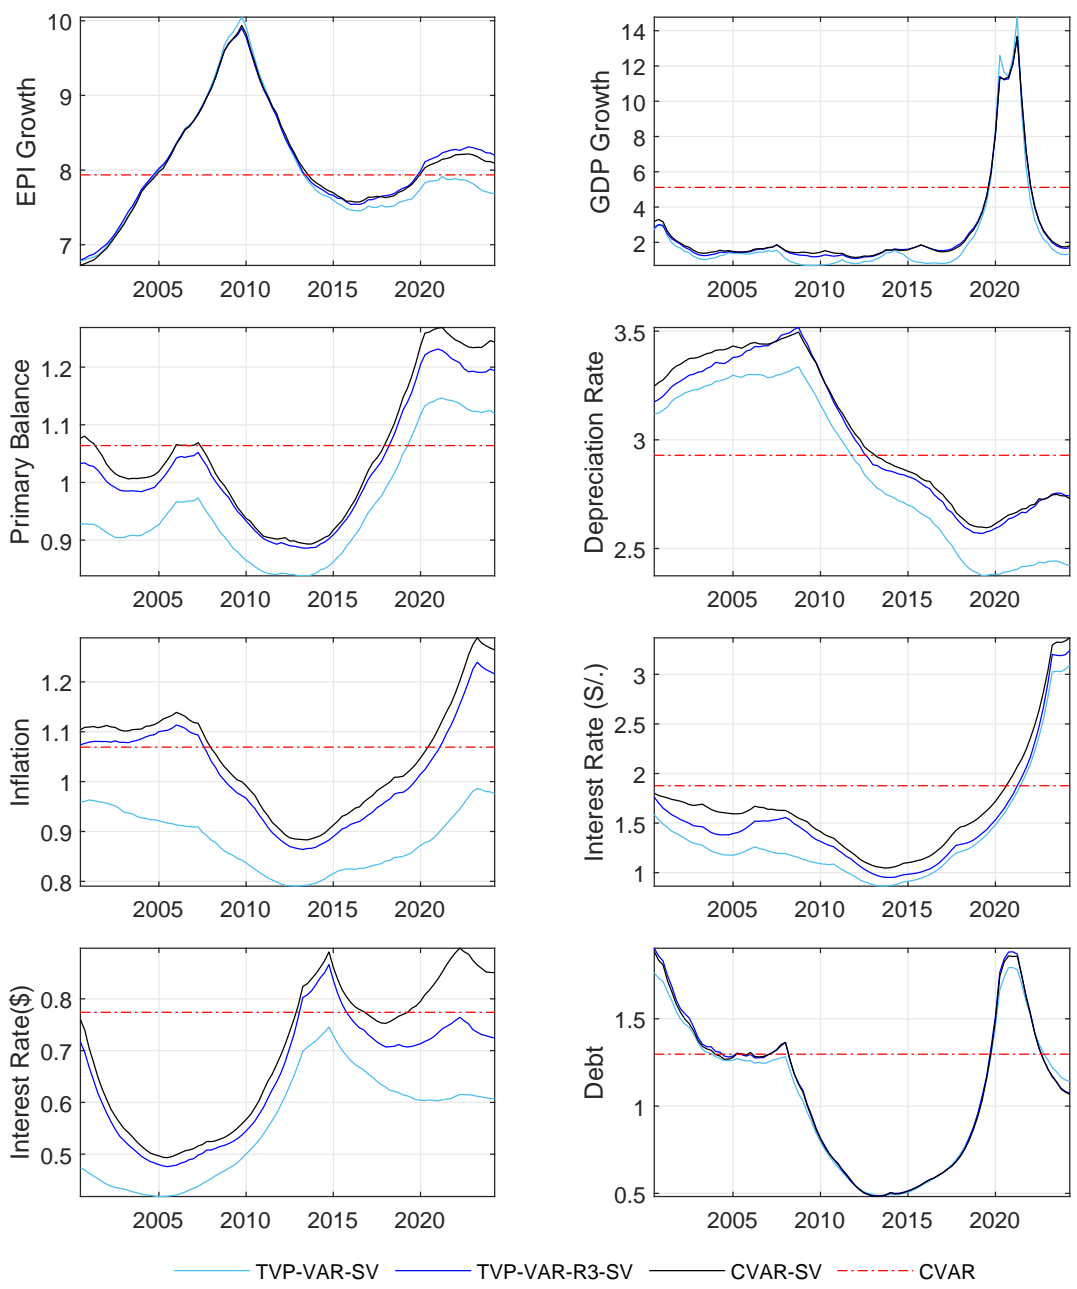 EPI Growth
10
9
8
7
2005 2010 2015 2020
GDP Growth
14
12
10
8
6
4
2
2005 2010 2015 2020
Primary Balance
1.2
1.1
1
0.9
2005 2010 2015 2020
Depreciation Rate
3.5
3
2.5
2005 2010 2015 2020
Inflation
1.2
1.1
1
0.9
0.8
2005 2010 2015 2020
Interest Rate (S/.)
3
2.5
2
1.5
1
2005 2010 2015 2020
Interest Rate($)
0.8
0.7
0.6
0.5
2005 2010 2015 2020
Debt
1.5
1
0.5
2005 2010 2015 2020
TVP-VAR-SV TVP-VAR-R3-SV CVAR-SV CVAR